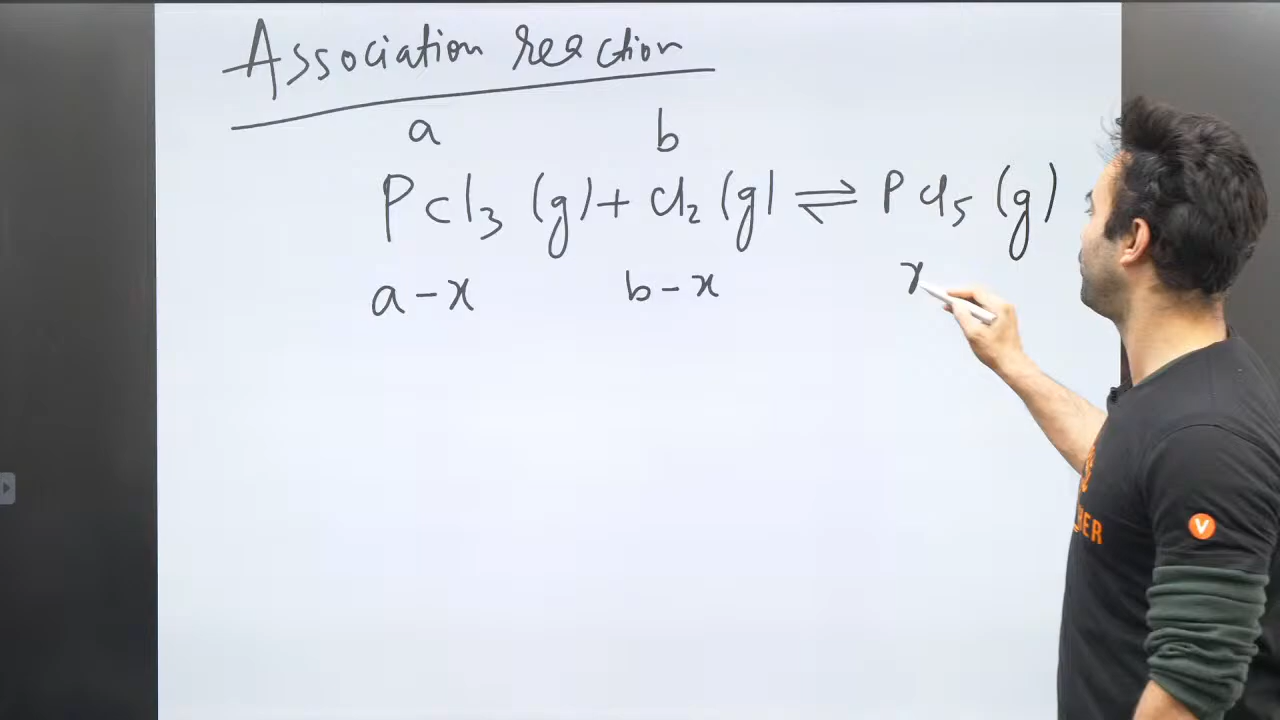 Association reaction
a b
PCl3 (g) + Cl2 (g) ⇌ PCl5 (g)
a - x b - x x
V